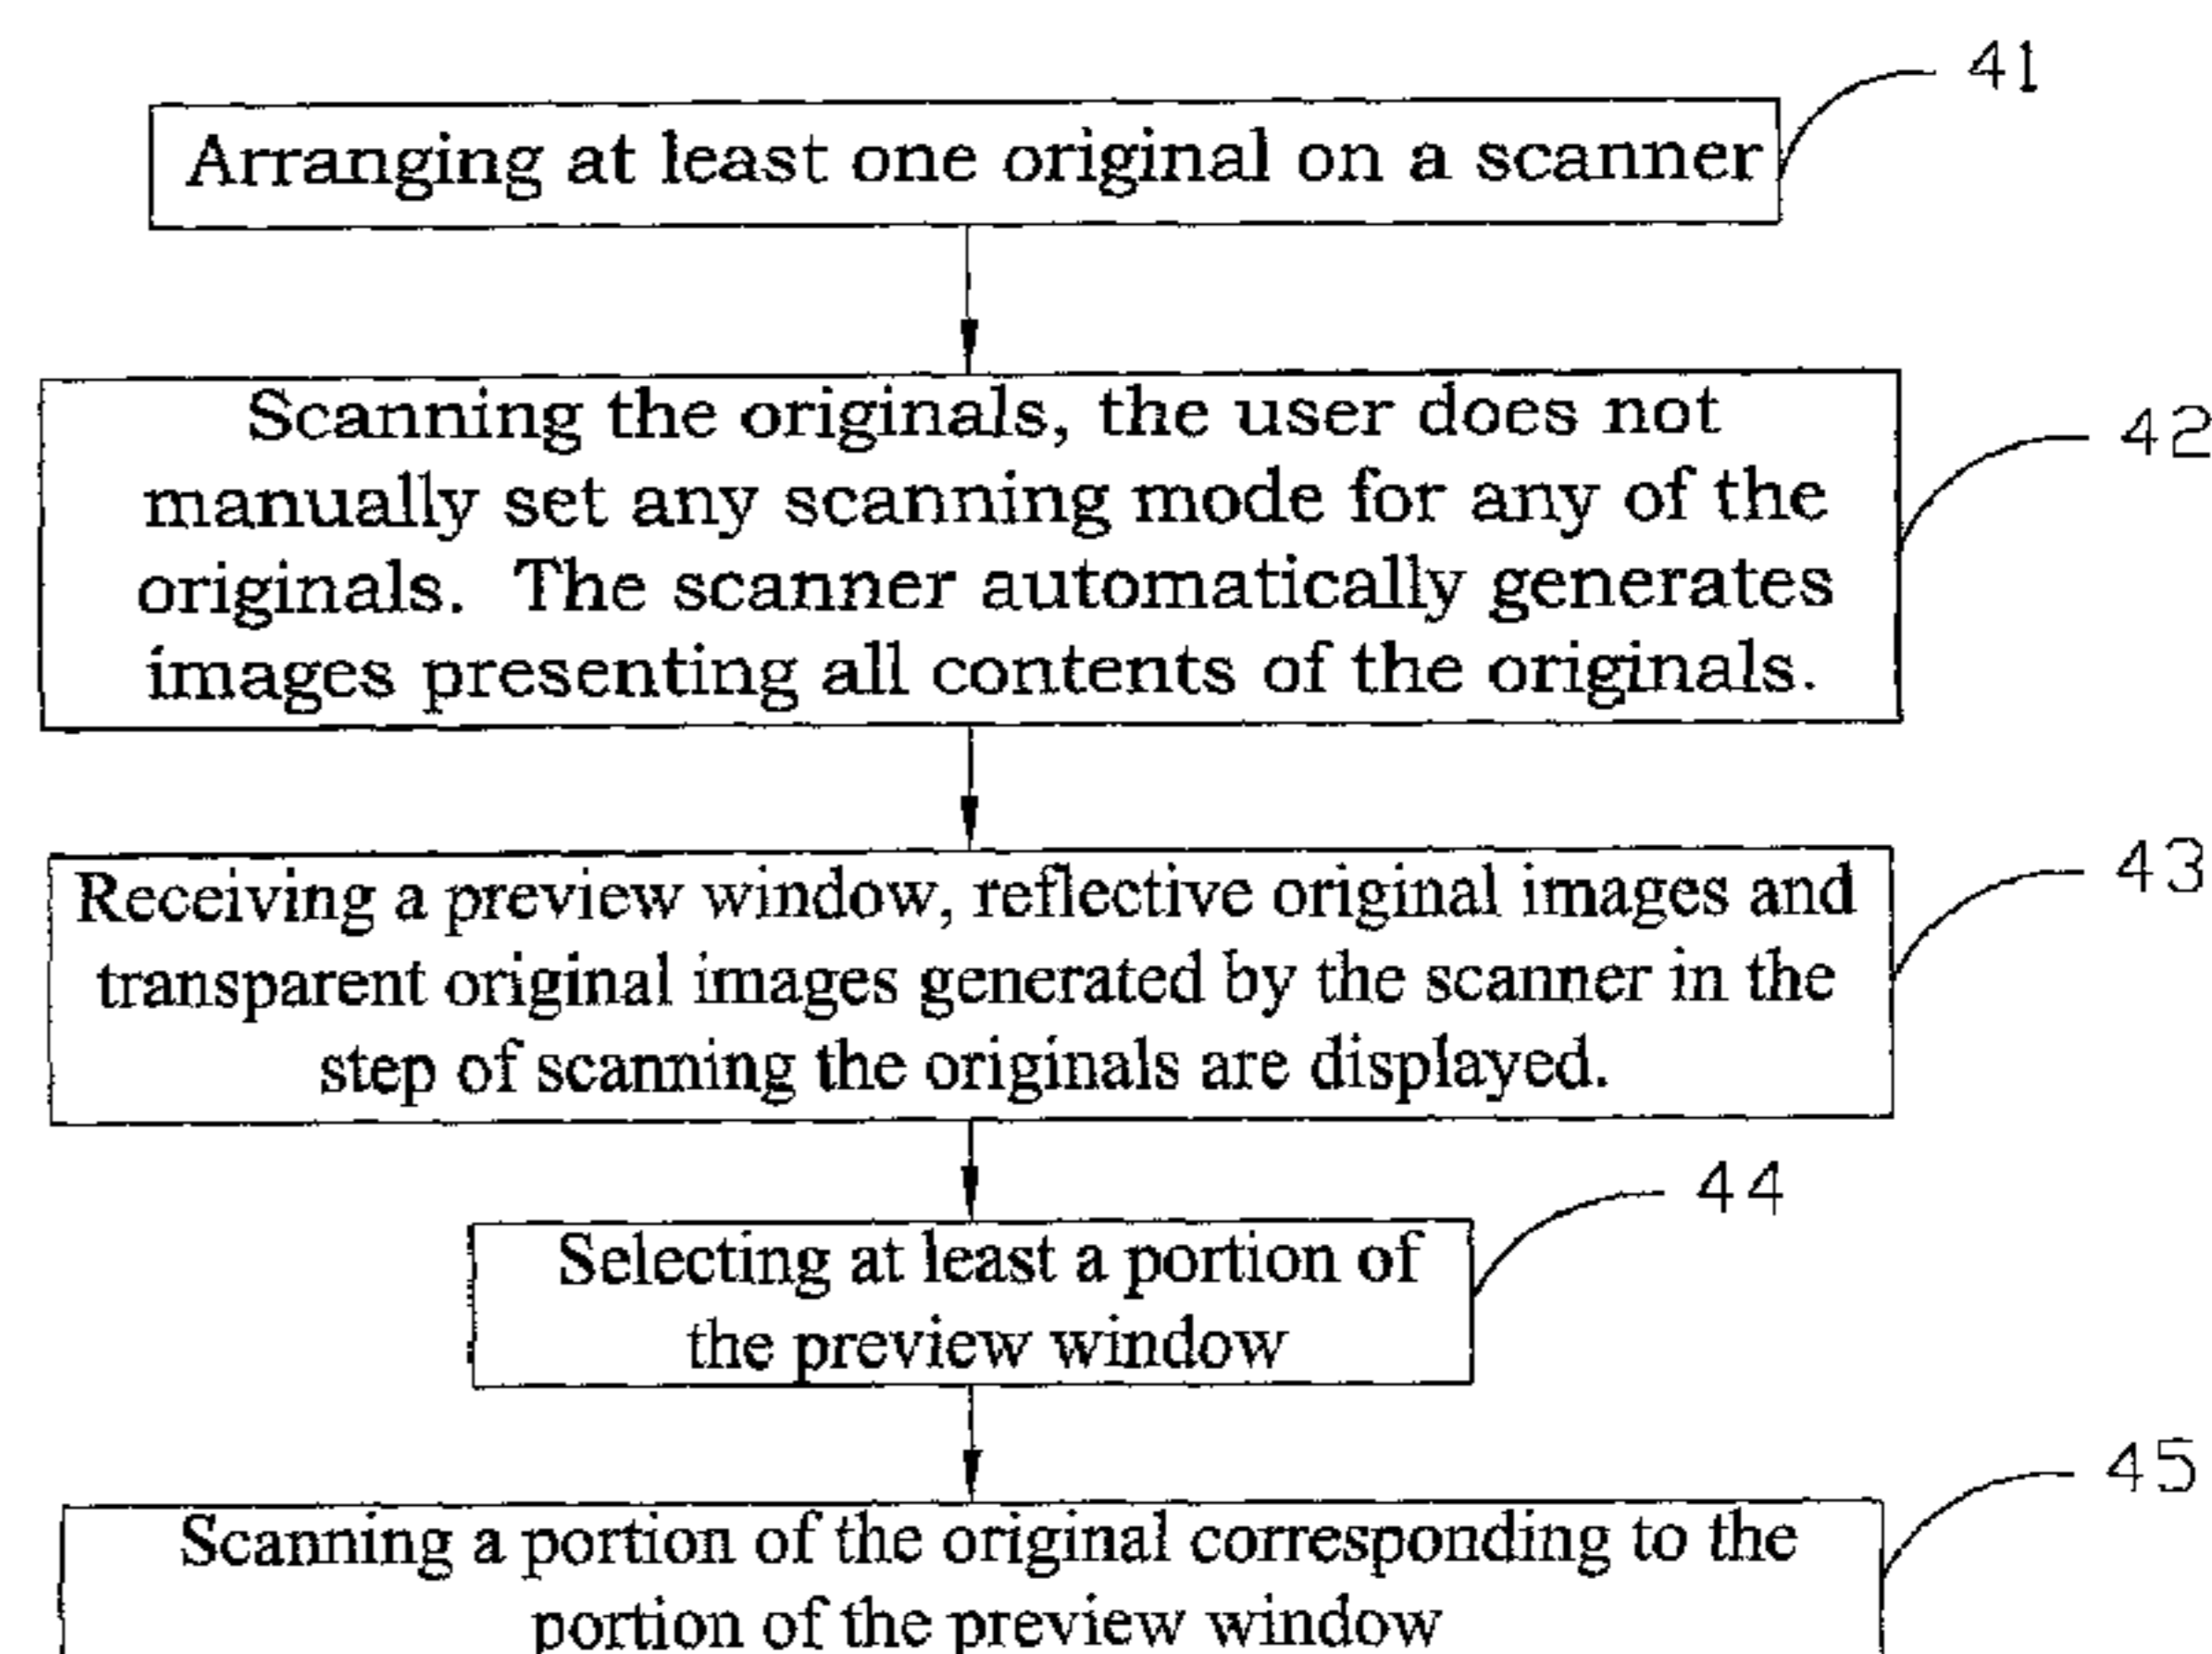 41
Arranging at least one original on a scanner
Scanning the originals, the user does not
42
manually set any scanning mode for any of the
originals. The scanner automatically generates
images presenting all contents of the originals.
43
Receiving a preview window, reflective original images and
transparent original images generated by the scanner in the
step of scanning the originals are displayed.
44
Selecting at least a portion of
the preview window
45
Scanning a portion of the original corresponding to the
portion of the preview window